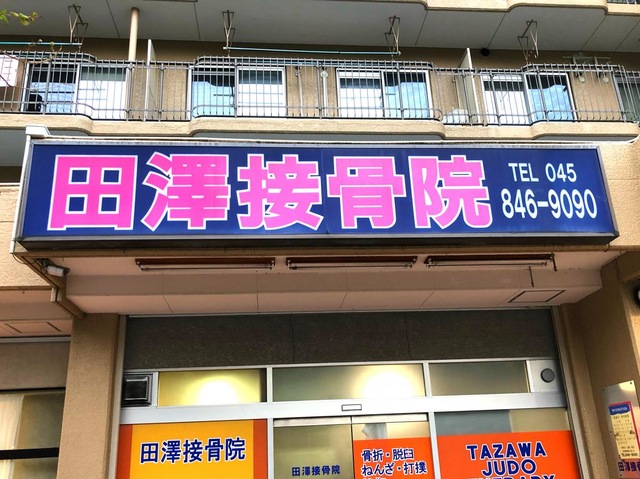 田澤接骨院
TEL 045
846-9090
田澤接骨院
田澤接骨院
骨折・脱臼
ねんざ・打撲
TAZAWA
JUDO
THERAPY